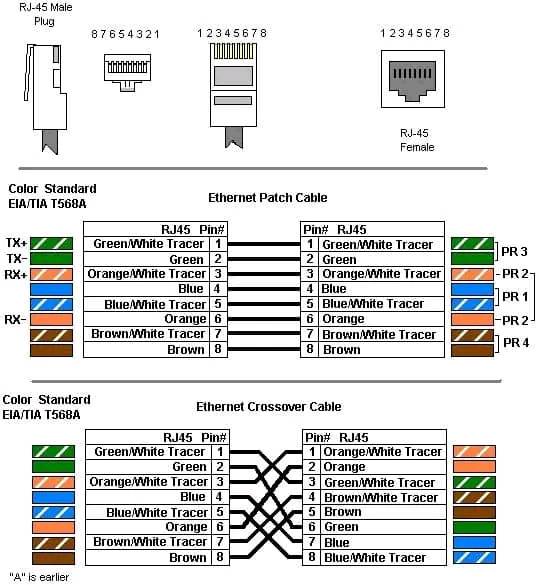 RJ-45 Male
Plug
8 7 6 5 4 3 2 1
1 2 3 4 5 6 7 8
1 2 3 4 5 6 7 8
RJ-45
Female
Color Standard
EIA/TIA T568A
Ethernet Patch Cable
RJ45 Pin#
Pin# RJ45
TX+ Green/White Tracer 1 1 Green/White Tracer
PR 3
TX- Green 2 2 Green
RX+ Orange/White Tracer 3 3 Orange/White Tracer PR 2
Blue 4 4 Blue
PR 1
Blue/White Tracer 5 5 Blue/White Tracer
RX- Orange 6 6 Orange PR 2
Brown/White Tracer 7 7 Brown/White Tracer
PR 4
Brown 8 8 Brown
Color Standard
EIA/TIA T568A
Ethernet Crossover Cable
RJ45 Pin#
Pin# RJ45
Green/White Tracer 1 1 Orange/White Tracer
Green 2 2 Orange
Orange/White Tracer 3 3 Green/White Tracer
Blue 4 4 Brown/White Tracer
Blue/White Tracer 5 5 Brown
Orange 6 6 Green
Brown/White Tracer 7 7 Blue
Brown 8 8 Blue/White Tracer
"A" is earlier